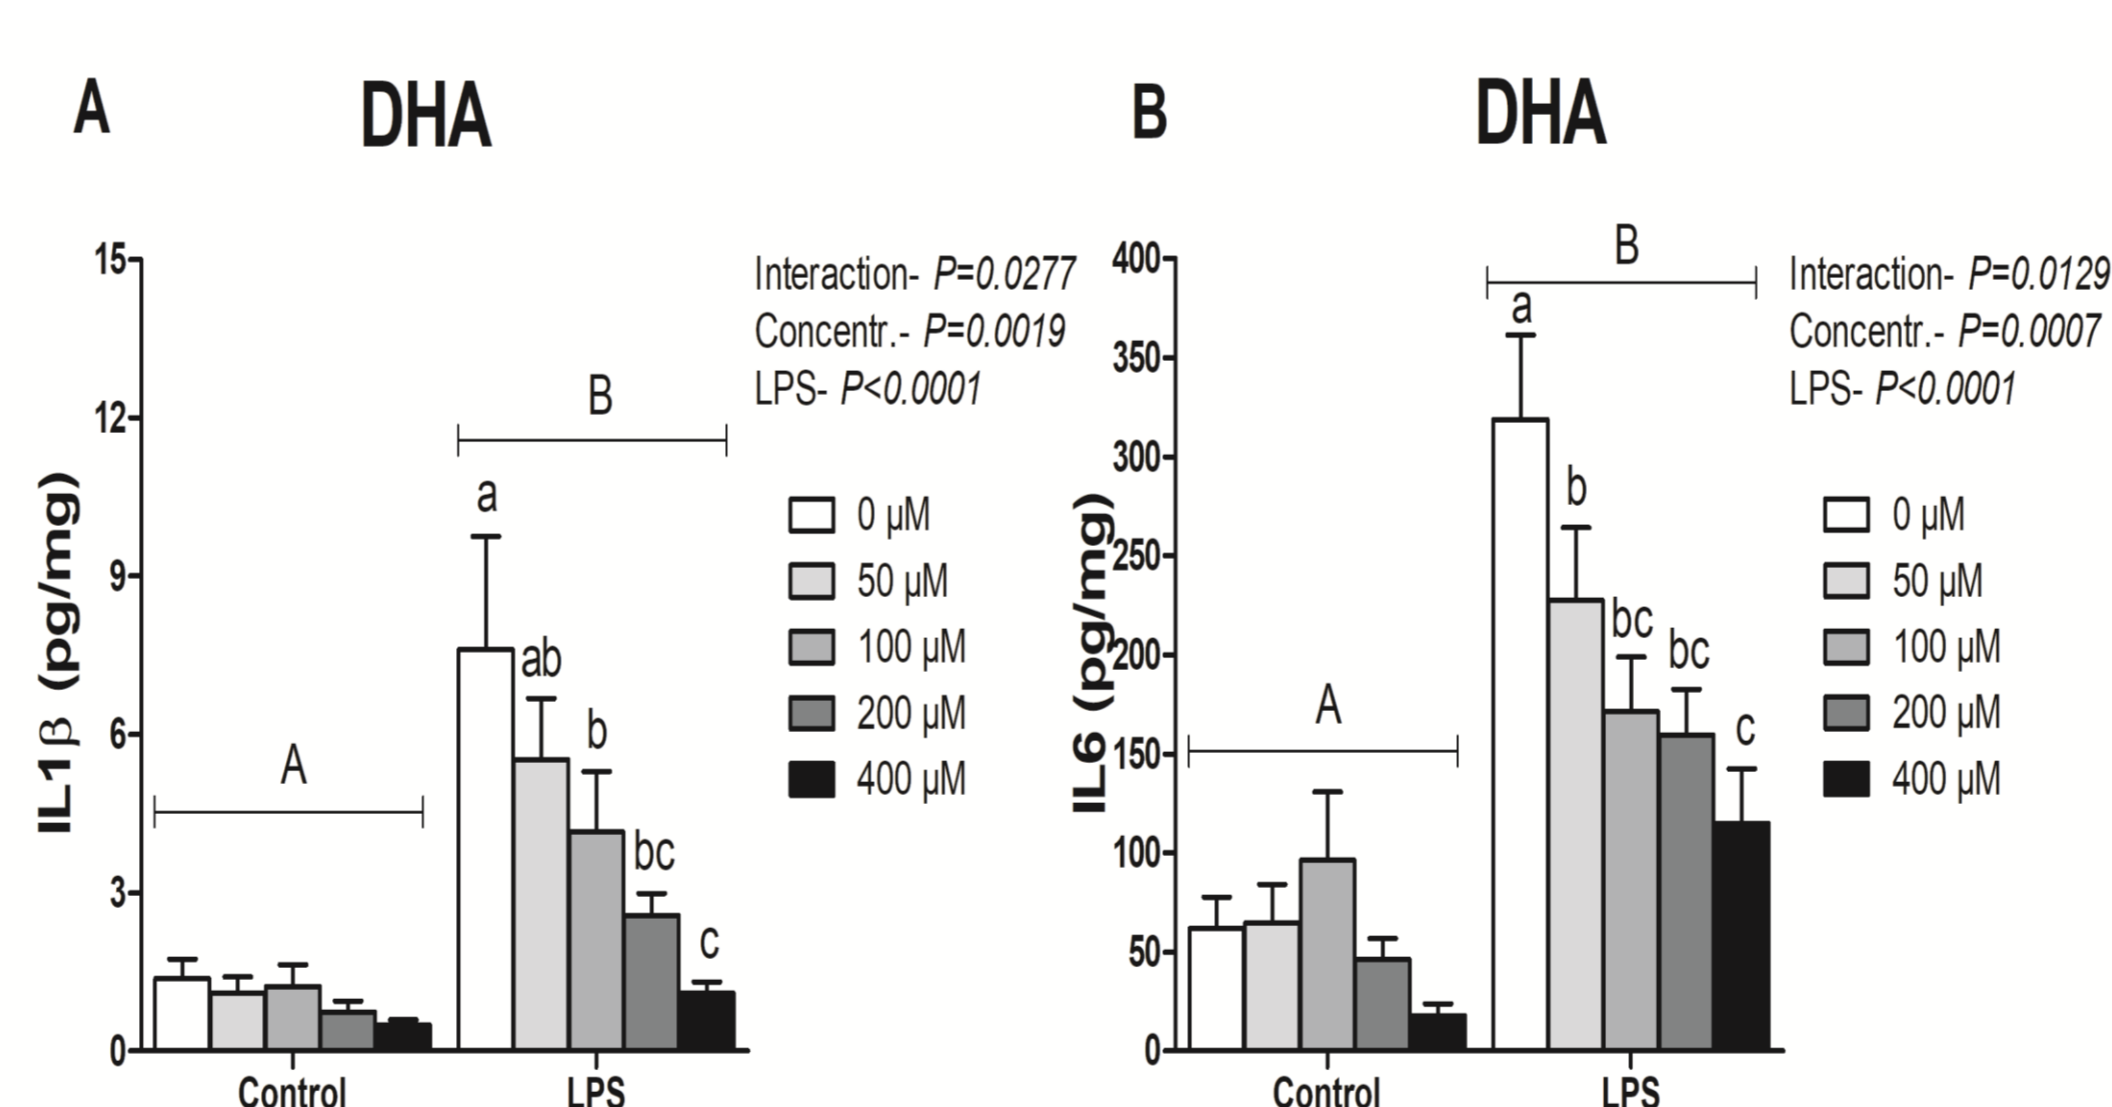 A
DHA
15
12
9
6
3
0
IL1β (pg/mg)
A
B
a
ab
b
bc
c
Control
LPS
Interaction- P=0.0277
Concentr.- P=0.0019
LPS- P<0.0001
0 µM
50 µM
100 µM
200 µM
400 µM
B
DHA
400
350
300
250
200
150
100
50
0
IL6 (pg/mg)
A
B
a
b
bc
bc
c
Control
LPS
Interaction- P=0.0129
Concentr.- P=0.0007
LPS- P<0.0001
0 µM
50 µM
100 µM
200 µM
400 µM